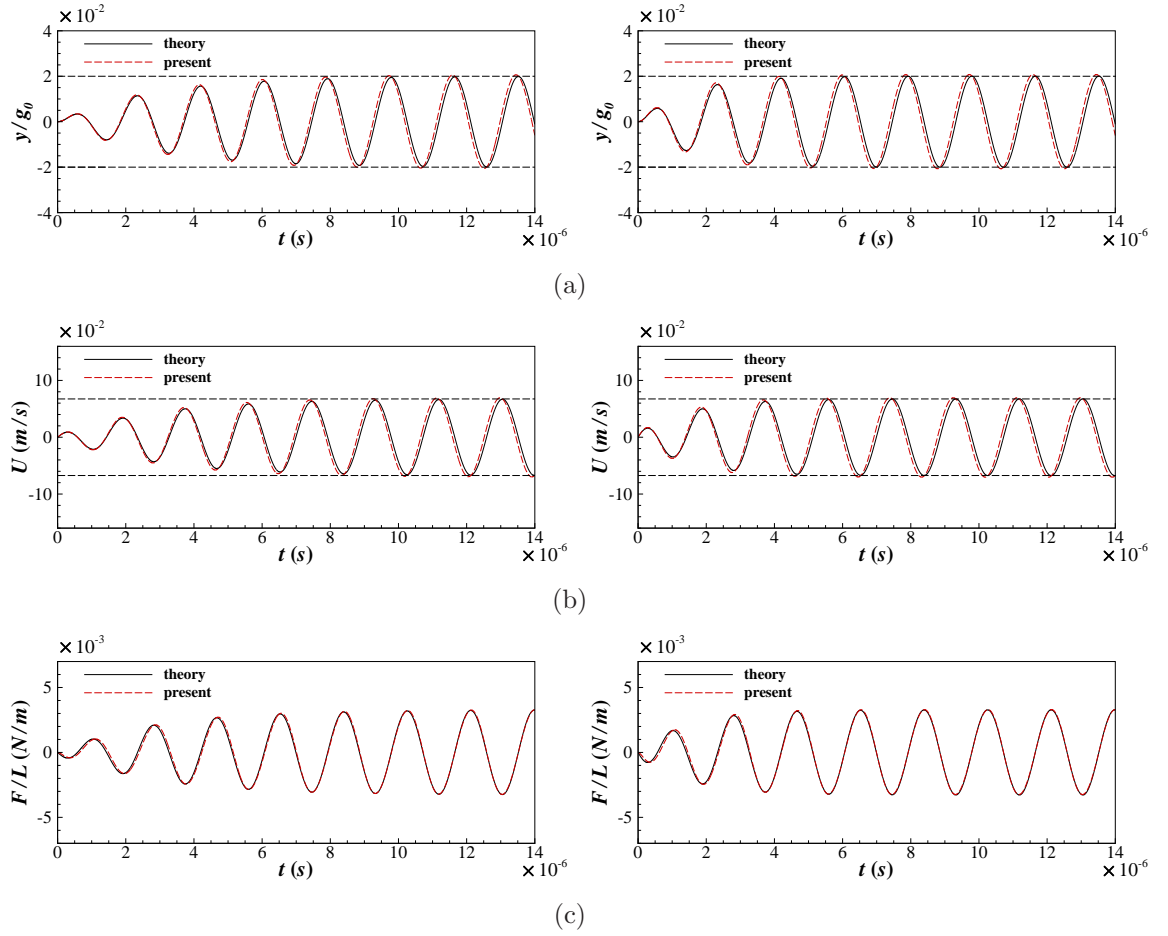 × 10⁻² × 10⁻²
4 4
theory theory
present present
2 2
y/g₀ 0 y/g₀ 0
-2 -2
-4 -4
0 2 4 6 8 10 12 14 0 2 4 6 8 10 12 14
t (s) × 10⁻⁶ t (s) × 10⁻⁶
(a)
× 10⁻² × 10⁻²
theory theory
present present
10 10
U (m/s) 0 U (m/s) 0
-10 -10
0 2 4 6 8 10 12 14 0 2 4 6 8 10 12 14
t (s) × 10⁻⁶ t (s) × 10⁻⁶
(b)
× 10⁻³ × 10⁻³
theory theory
5 present 5 present
F/L (N/m) 0 F/L (N/m) 0
-5 -5
0 2 4 6 8 10 12 14 0 2 4 6 8 10 12 14
t (s) × 10⁻⁶ t (s) × 10⁻⁶
(c)